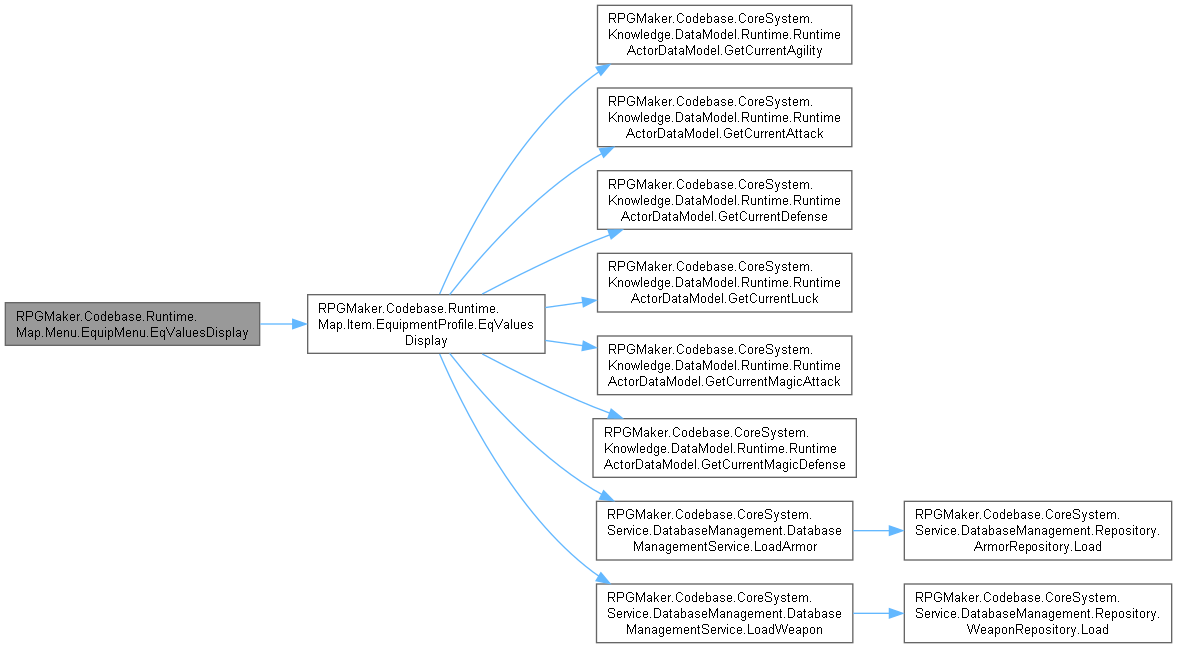 RPGMaker.Codebase.Runtime.
Map.Menu.EquipMenu.EqValuesDisplay
RPGMaker.Codebase.Runtime.
Map.Item.EquipmentProfile.EqValues
Display
RPGMaker.Codebase.CoreSystem.
Knowledge.DataModel.Runtime.Runtime
ActorDataModel.GetCurrentAgility
RPGMaker.Codebase.CoreSystem.
Knowledge.DataModel.Runtime.Runtime
ActorDataModel.GetCurrentAttack
RPGMaker.Codebase.CoreSystem.
Knowledge.DataModel.Runtime.Runtime
ActorDataModel.GetCurrentDefense
RPGMaker.Codebase.CoreSystem.
Knowledge.DataModel.Runtime.Runtime
ActorDataModel.GetCurrentLuck
RPGMaker.Codebase.CoreSystem.
Knowledge.DataModel.Runtime.Runtime
ActorDataModel.GetCurrentMagicAttack
RPGMaker.Codebase.CoreSystem.
Knowledge.DataModel.Runtime.Runtime
ActorDataModel.GetCurrentMagicDefense
RPGMaker.Codebase.CoreSystem.
Service.DatabaseManagement.Database
ManagementService.LoadArmor
RPGMaker.Codebase.CoreSystem.
Service.DatabaseManagement.Repository.
ArmorRepository.Load
RPGMaker.Codebase.CoreSystem.
Service.DatabaseManagement.Database
ManagementService.LoadWeapon
RPGMaker.Codebase.CoreSystem.
Service.DatabaseManagement.Repository.
WeaponRepository.Load